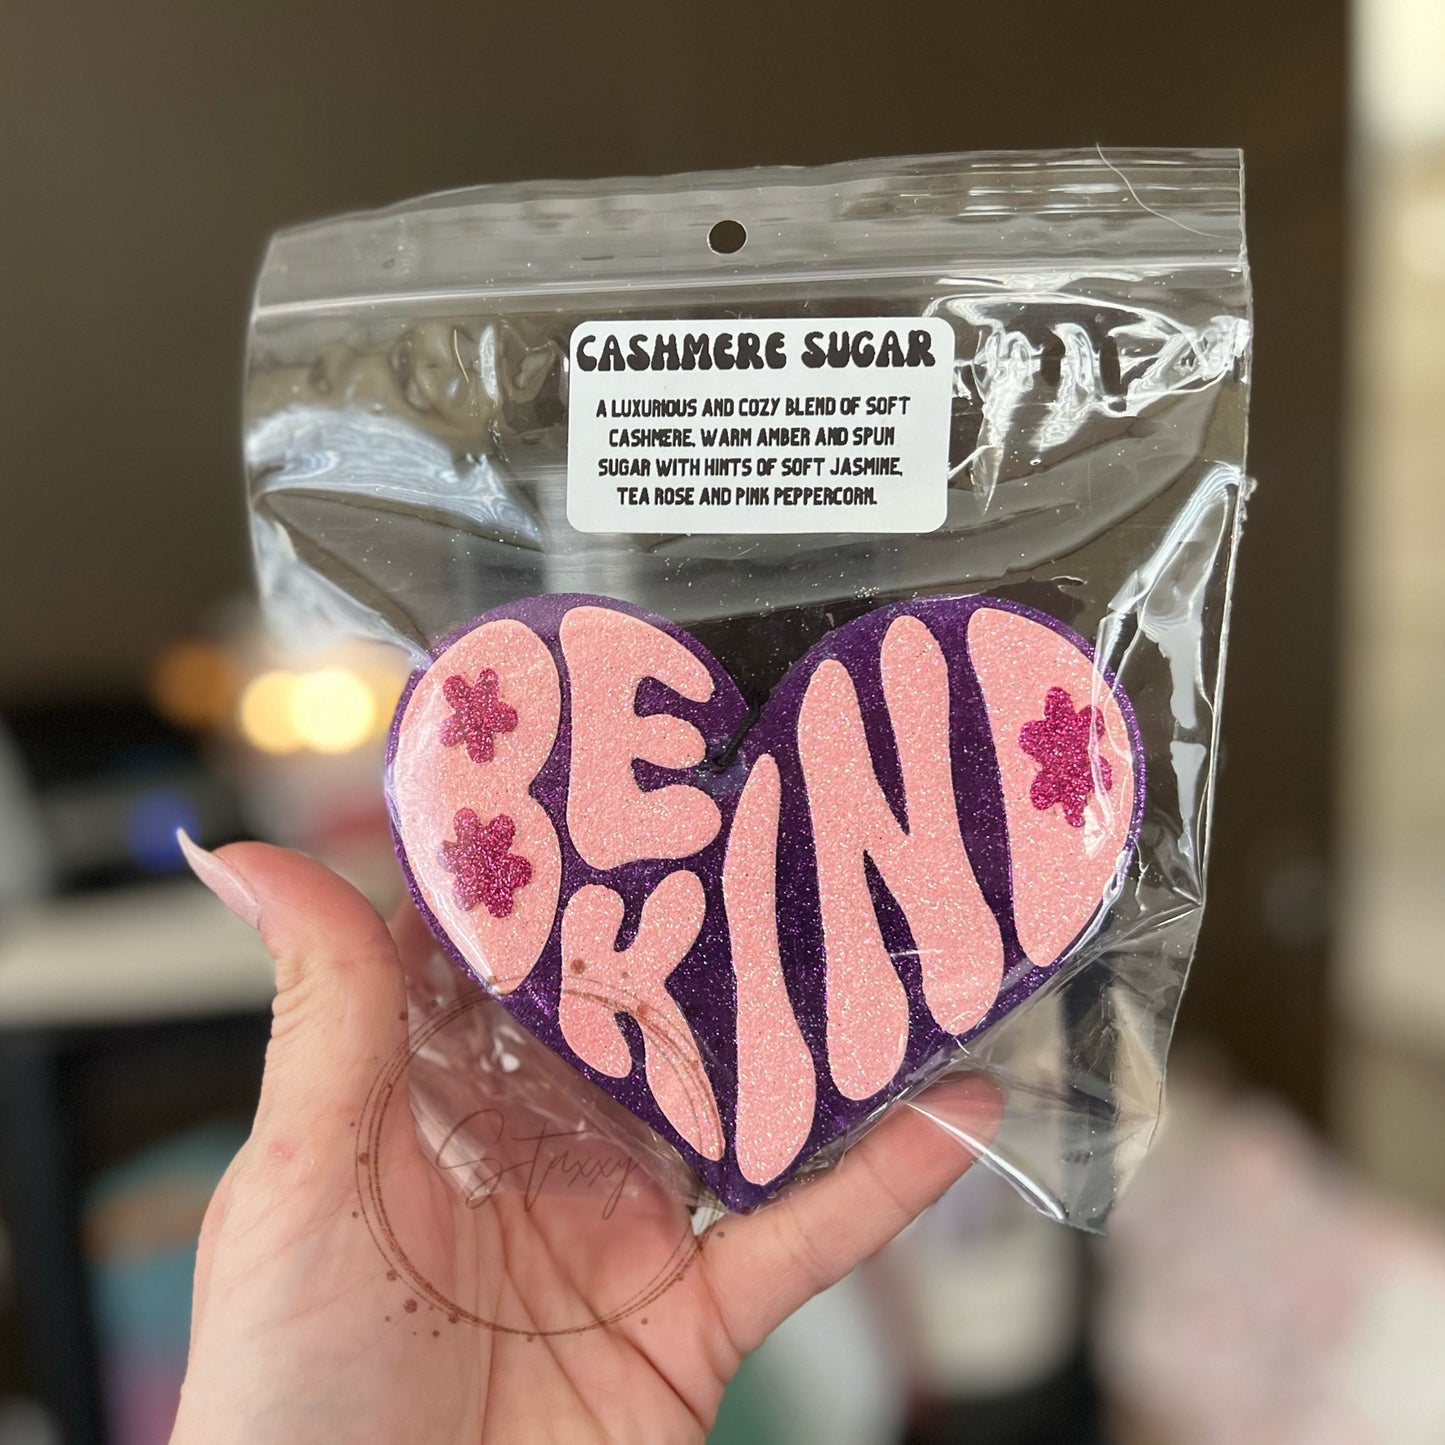 CASHMERE SUGAR
A LUXURIOUS AND COZY BLEND OF SOFT
CASHMERE, WARM AMBER AND SPUN
SUGAR WITH HINTS OF SOFT JASMINE,
TEA ROSE AND PINK PEPPERCORN.
BE
KIND
Staxxy